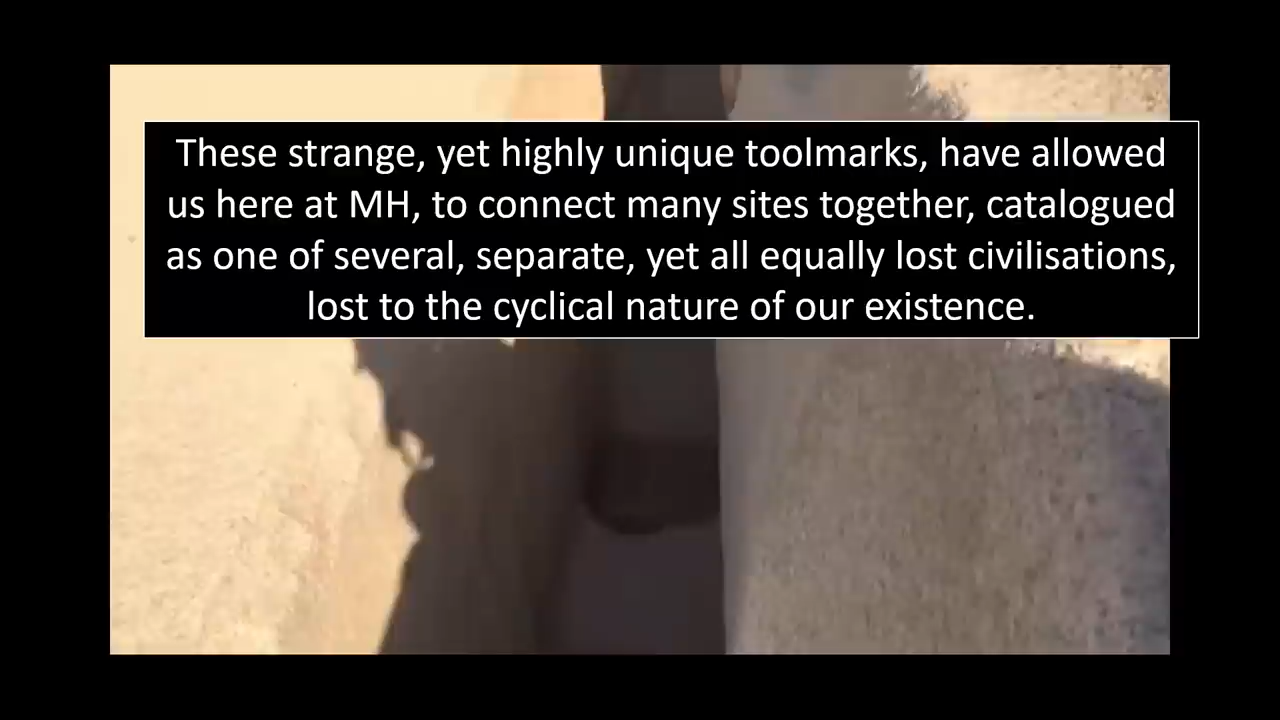 These strange, yet highly unique toolmarks, have allowed
us here at MH, to connect many sites together, catalogued
as one of several, separate, yet all equally lost civilisations,
lost to the cyclical nature of our existence.